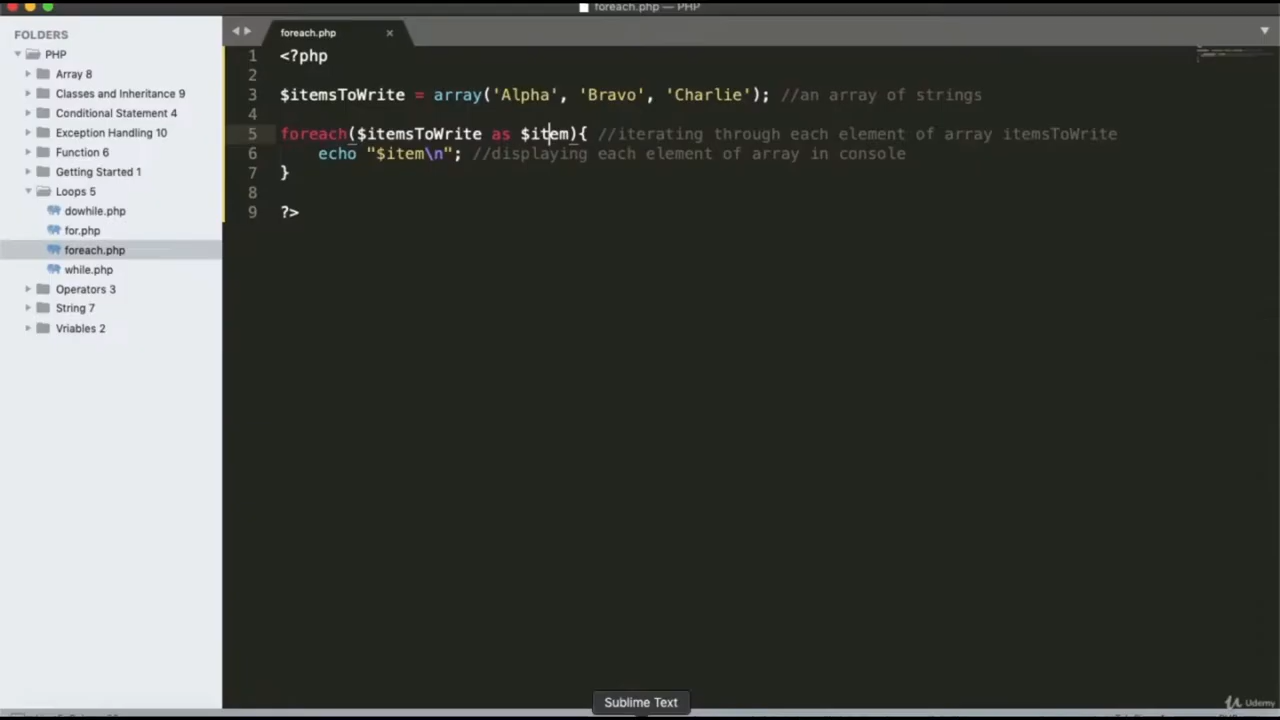 foreach.php — PHP
FOLDERS
PHP
Array 8
Classes and Inheritance 9
Conditional Statement 4
Exception Handling 10
Function 6
Getting Started 1
Loops 5
dowhile.php
for.php
foreach.php
while.php
Operators 3
String 7
Vriables 2
foreach.php ×
1 <?php
2
3 $itemsToWrite = array('Alpha', 'Bravo', 'Charlie'); //an array of strings
4
5 foreach($itemsToWrite as $item){ //iterating through each element of array itemsToWrite
6 echo "$item\n"; //displaying each element of array in console
7 }
8
9 ?>
Sublime Text
Udemy